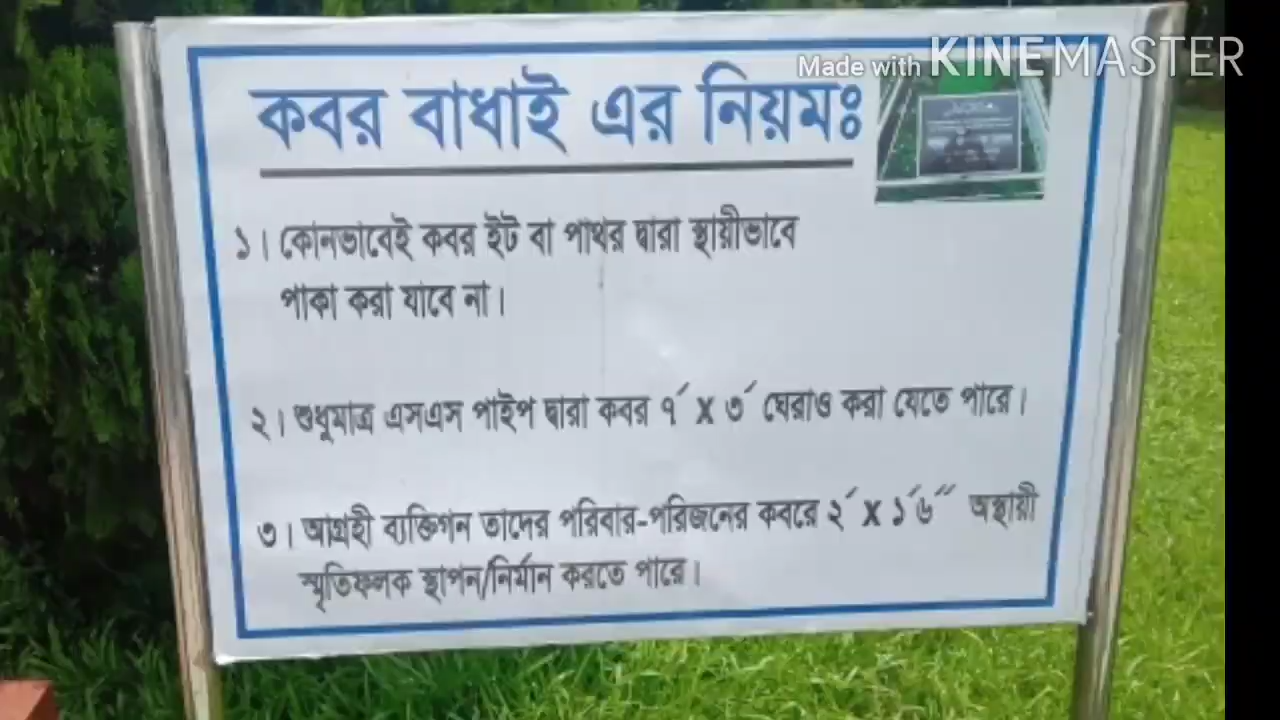 Made with KINEMASTER
কবর বাধাই এর নিয়মঃ
১। কোনভাবেই কবর ইট বা পাথর দ্বারা স্থায়ীভাবে
পাকা করা যাবে না।
২। শুধুমাত্র এসএস পাইপ দ্বারা কবর ৭´ x ৩´ ঘেরাও করা যেতে পারে।
৩। আগ্রহী ব্যক্তিগন তাদের পরিবার-পরিজনের কবরে ২´ x ১´৬´´ অস্থায়ী
স্মৃতিফলক স্থাপন/নির্মান করতে পারে।